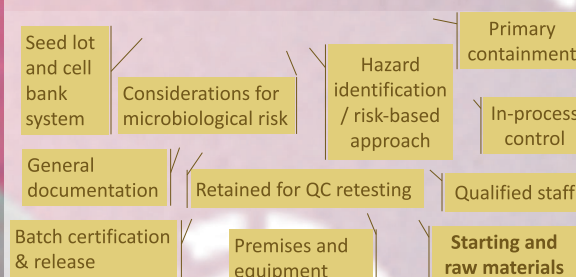 Seed lot
and cell
bank
system
Considerations for
microbiological risk
Hazard
identification
/ risk-based
approach
Primary
containment
In-process
control
General
documentation
Retained for QC retesting
Qualified staff
Batch certification
& release
Premises and
equipment
Starting and
raw materials